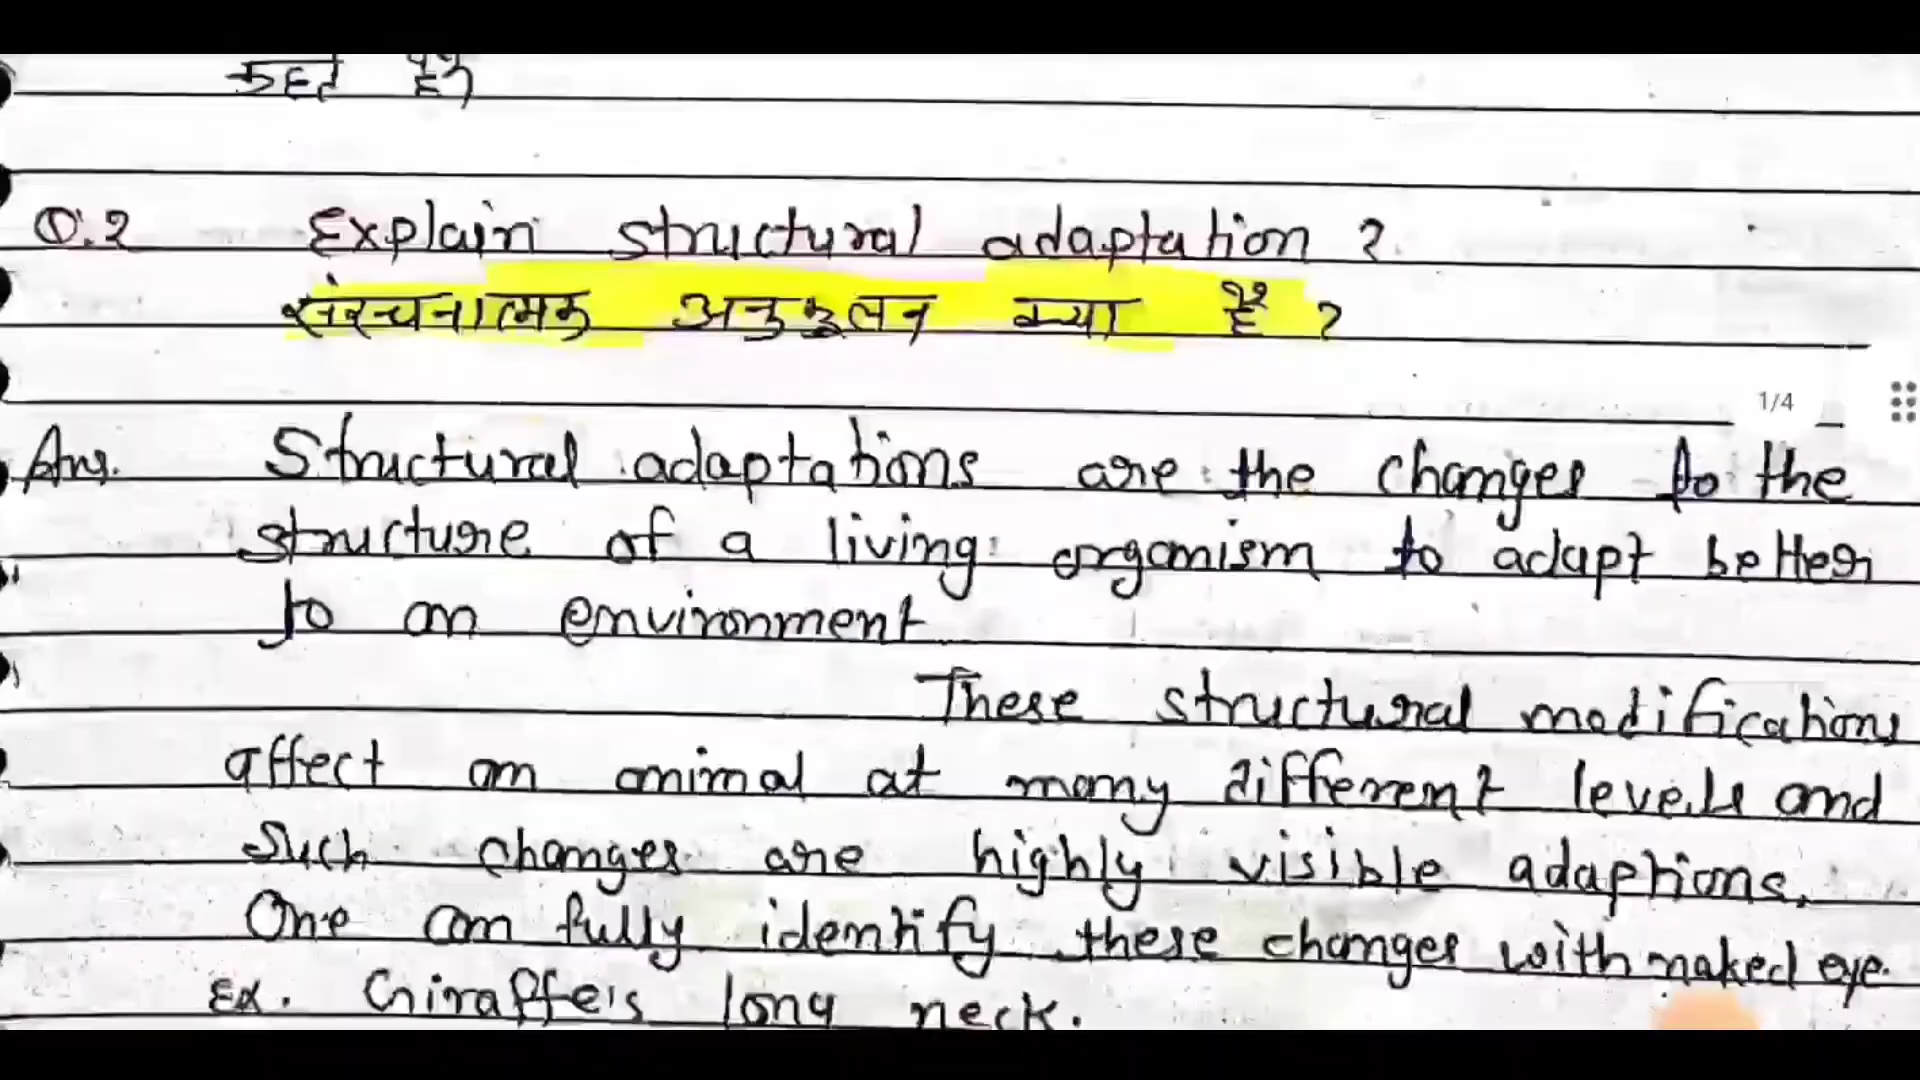 कहते हैं
Q.2 Explain structural adaptation ?
संरचनात्मक अनुकूलन क्या है ?
1/4
Ans. Structural adaptations are the changes to the
structure of a living organism to adapt better
to an environment
These structural modifications
affect an animal at many different levels and
such changes are highly visible adaptions.
One can fully identify these changes with naked eye.
Ex. Giraffe's long neck.